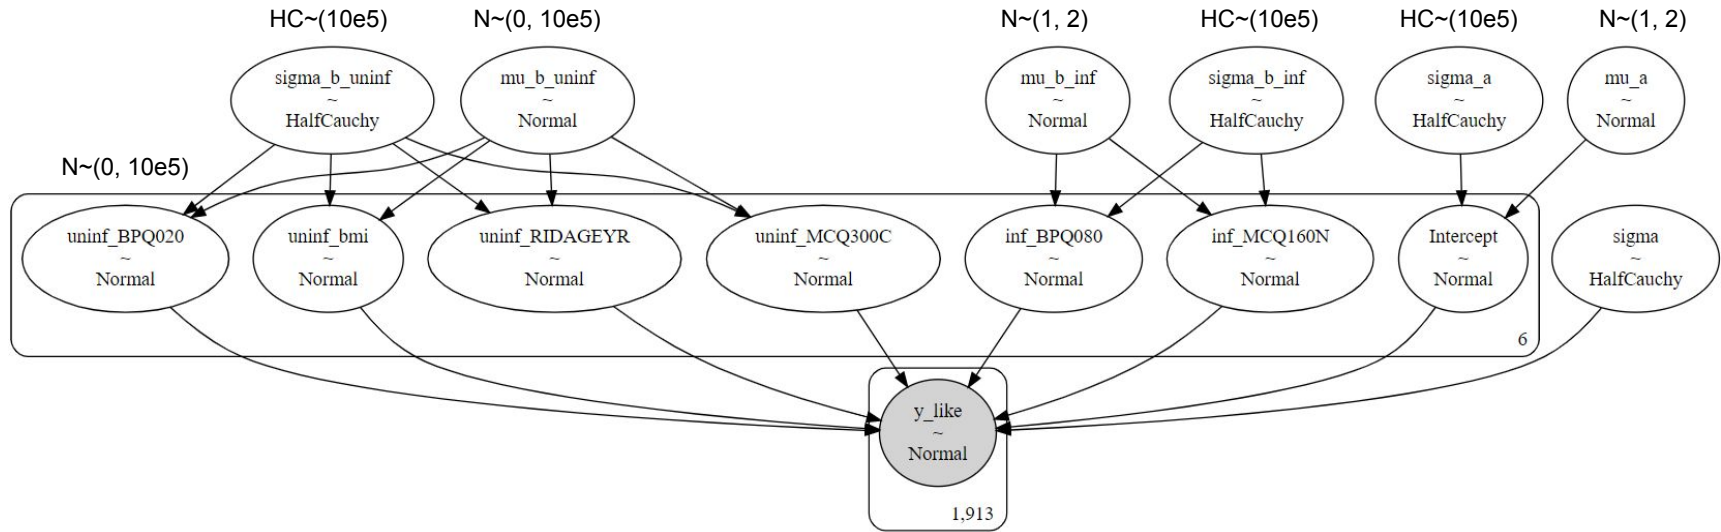 HC~(10e5)
N~(0, 10e5)
N~(1, 2)
HC~(10e5)
HC~(10e5)
N~(1, 2)
sigma_b_uninf
~
HalfCauchy
mu_b_uninf
~
Normal
mu_b_inf
~
Normal
sigma_b_inf
~
HalfCauchy
sigma_a
~
HalfCauchy
mu_a
~
Normal
N~(0, 10e5)
uninf_BPQ020
~
Normal
uninf_bmi
~
Normal
uninf_RIDAGEYR
~
Normal
uninf_MCQ300C
~
Normal
inf_BPQ080
~
Normal
inf_MCQ160N
~
Normal
Intercept
~
Normal
sigma
~
HalfCauchy
6
y_like
~
Normal
1,913